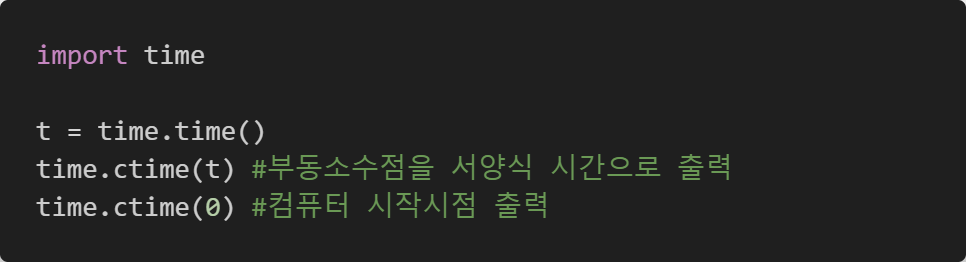 import time
t = time.time()
time.ctime(t) #부동소수점을 서양식 시간으로 출력
time.ctime(0) #컴퓨터 시작시점 출력